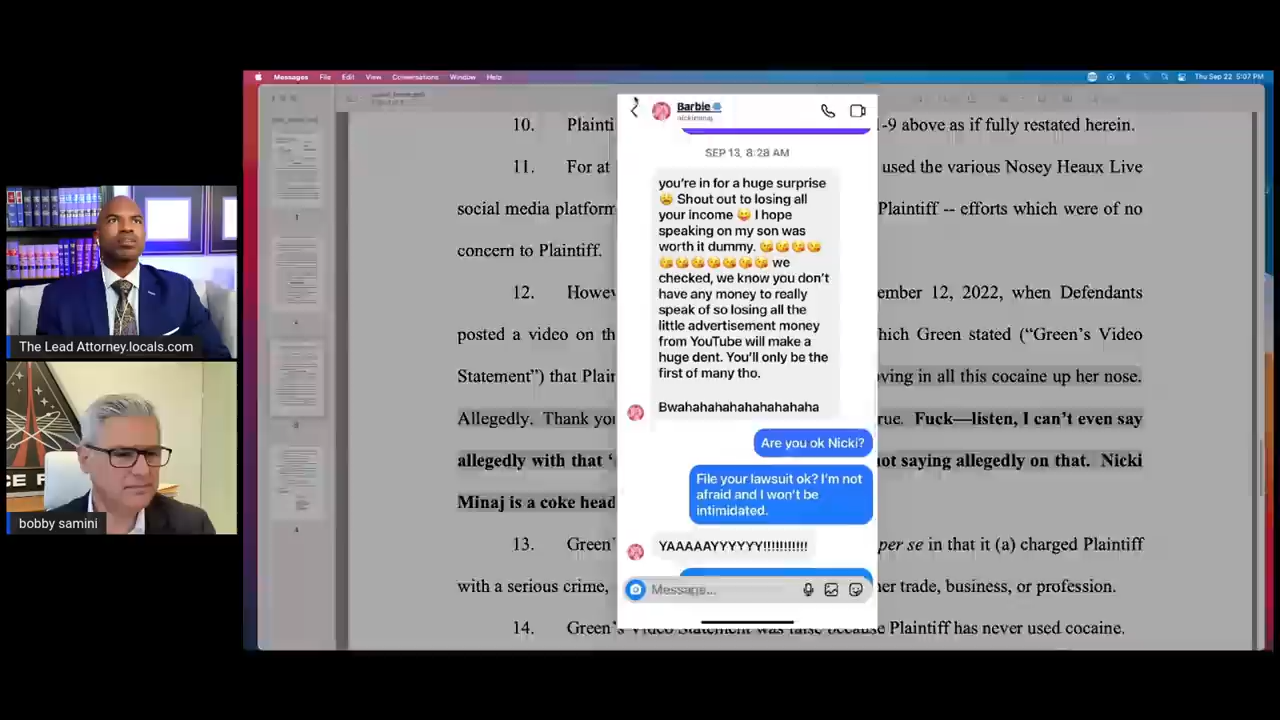 Messages File Edit View Conversations Window Help
Thu Sep 22 5:07 PM
10. Plainti
1-9 above as if fully restated herein.
11. For at
used the various Nosey Heaux Live
social media platform
Plaintiff -- efforts which were of no
concern to Plaintiff.
12. Howev
ember 12, 2022, when Defendants
posted a video on th
hich Green stated (“Green’s Video
Statement”) that Plain
oving in all this cocaine up her nose.
Allegedly. Thank you
rue. Fuck—listen, I can’t even say
allegedly with that ‘
not saying allegedly on that. Nicki
Minaj is a coke head
13. Green’
per se in that it (a) charged Plaintiff
with a serious crime,
her trade, business, or profession.
14. Green’s Video Statement was false because Plaintiff has never used cocaine.
Barbie
nickiminaj
SEP 13, 8:28 AM
you’re in for a huge surprise
😩 Shout out to losing all
your income 😛 I hope
speaking on my son was
worth it dummy. 😘😘😘😘
😘😘😘😘😘😘😘 we
checked, we know you don’t
have any money to really
speak of so losing all the
little advertisement money
from YouTube will make a
huge dent. You’ll only be the
first of many tho.
Bwahahahahahahahahaha
Are you ok Nicki?
File your lawsuit ok? I’m not
afraid and I won’t be
intimidated.
YAAAAAYYYYYY!!!!!!!!!!!
Message...
The Lead Attorney.locals.com
CE F
bobby samini
1
3
4